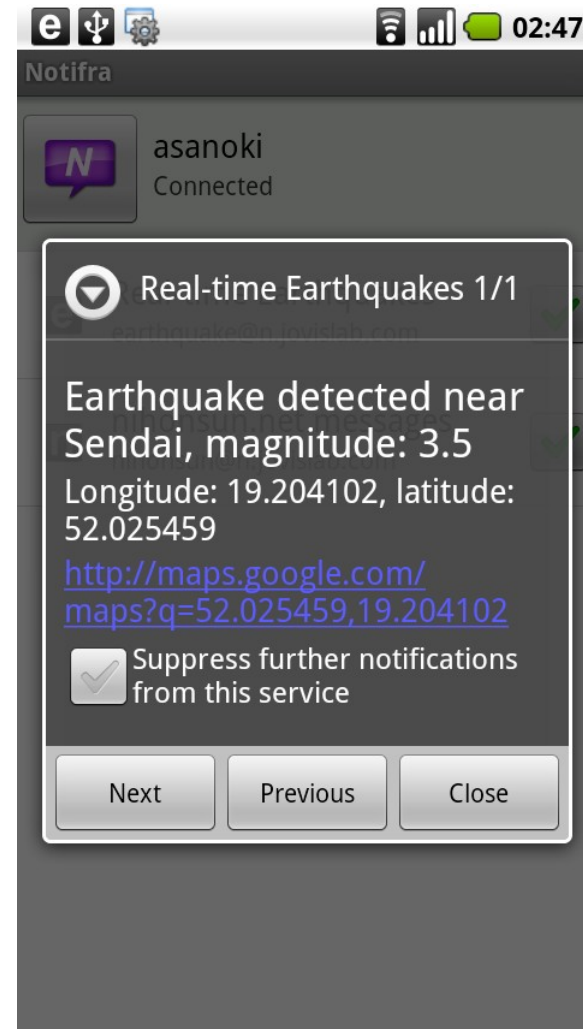 02:47
Notifra
N
asanoki
Connected
Real-time Earthquakes 1/1
earthquake@n.jovislab.com
Earthquake detected near
Sendai, magnitude: 3.5
Longitude: 19.204102, latitude:
52.025459
http://maps.google.com/
maps?q=52.025459,19.204102
Suppress further notifications
from this service
Next
Previous
Close